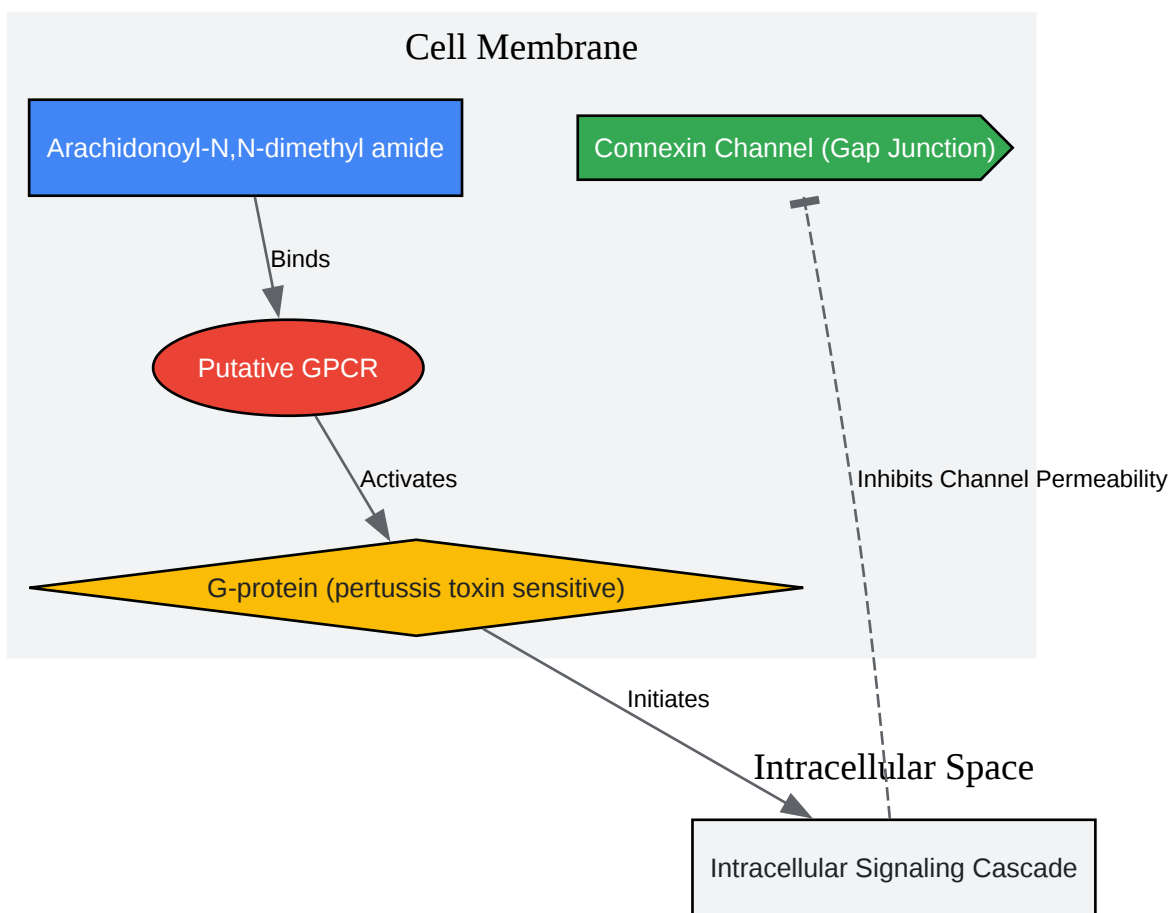 Cell Membrane
Arachidonoyl-N,N-dimethyl amide
Connexin Channel (Gap Junction)
Binds
Putative GPCR
Activates
Inhibits Channel Permeability
G-protein (pertussis toxin sensitive)
Initiates
Intracellular Space
Intracellular Signaling Cascade